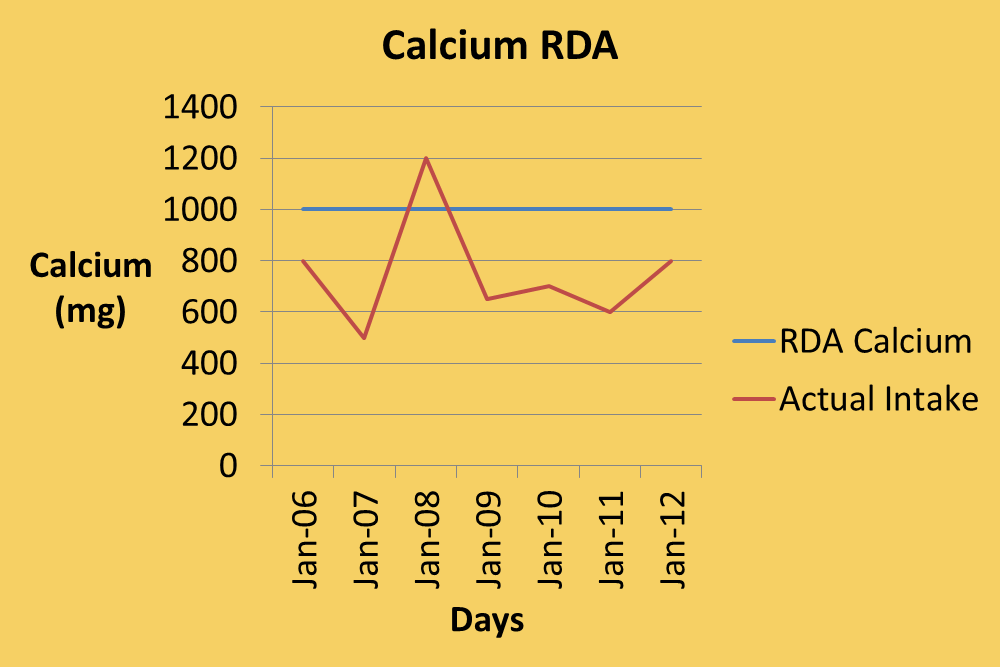 Calcium RDA
1400
1200
1000
800
600
400
200
0
Calcium
(mg)
Jan-06
Jan-07
Jan-08
Jan-09
Jan-10
Jan-11
Jan-12
Days
RDA Calcium
Actual Intake